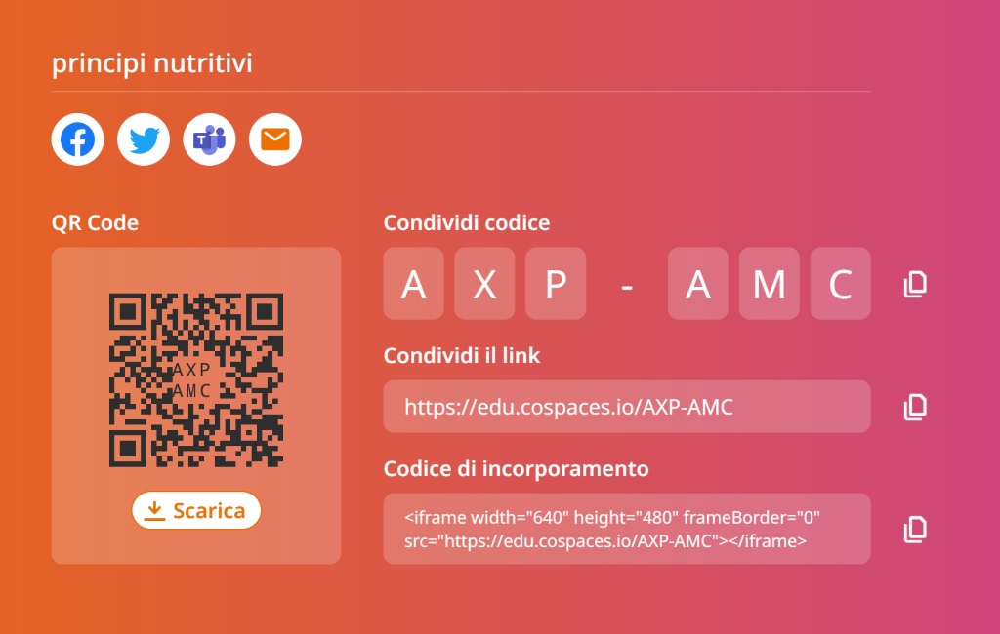 principi nutritivi
QR Code
Condividi codice
A X P - A M C
AXP
AMC
Scarica
Condividi il link
https://edu.cospaces.io/AXP-AMC
Codice di incorporamento
<iframe width="640" height="480" frameBorder="0"
src="https://edu.cospaces.io/AXP-AMC"></iframe>